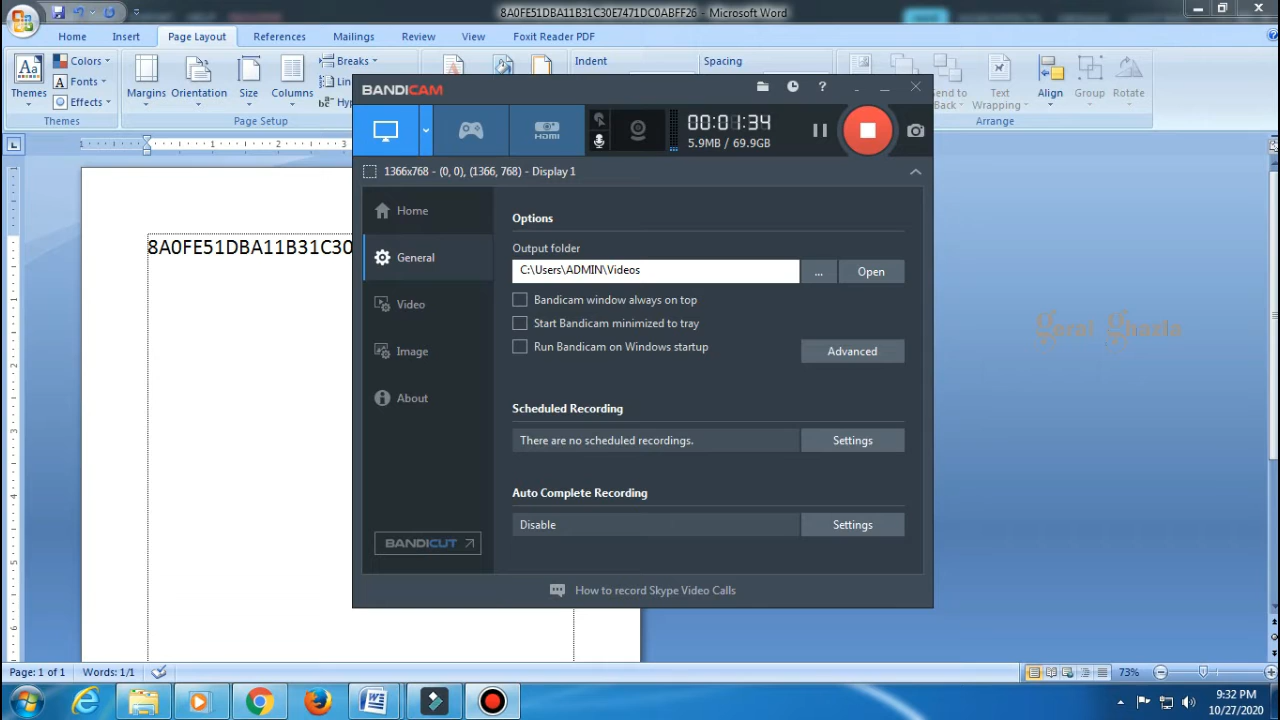 8A0FE51DBA11B31C30E7471DC0ABFF26 - Microsoft Word
Home Insert Page Layout References Mailings Review View Foxit Reader PDF
Colors
Fonts
Effects
Themes
Themes
Margins Orientation Size Columns
Breaks
Page Setup
Indent
Spacing
Send to Back
Text Wrapping
Align Group Rotate
Arrange
8A0FE51DBA11B31C30
BANDICAM
HDMI
00:01:34
5.9MB / 69.9GB
1366x768 - (0, 0), (1366, 768) - Display 1
Home
General
Video
Image
About
BANDICUT
Options
Output folder
C:\Users\ADMIN\Videos
... Open
Bandicam window always on top
Start Bandicam minimized to tray
Run Bandicam on Windows startup
Advanced
Scheduled Recording
There are no scheduled recordings. Settings
Auto Complete Recording
Disable Settings
How to record Skype Video Calls
Page: 1 of 1 Words: 1/1 73%
9:32 PM
10/27/2020